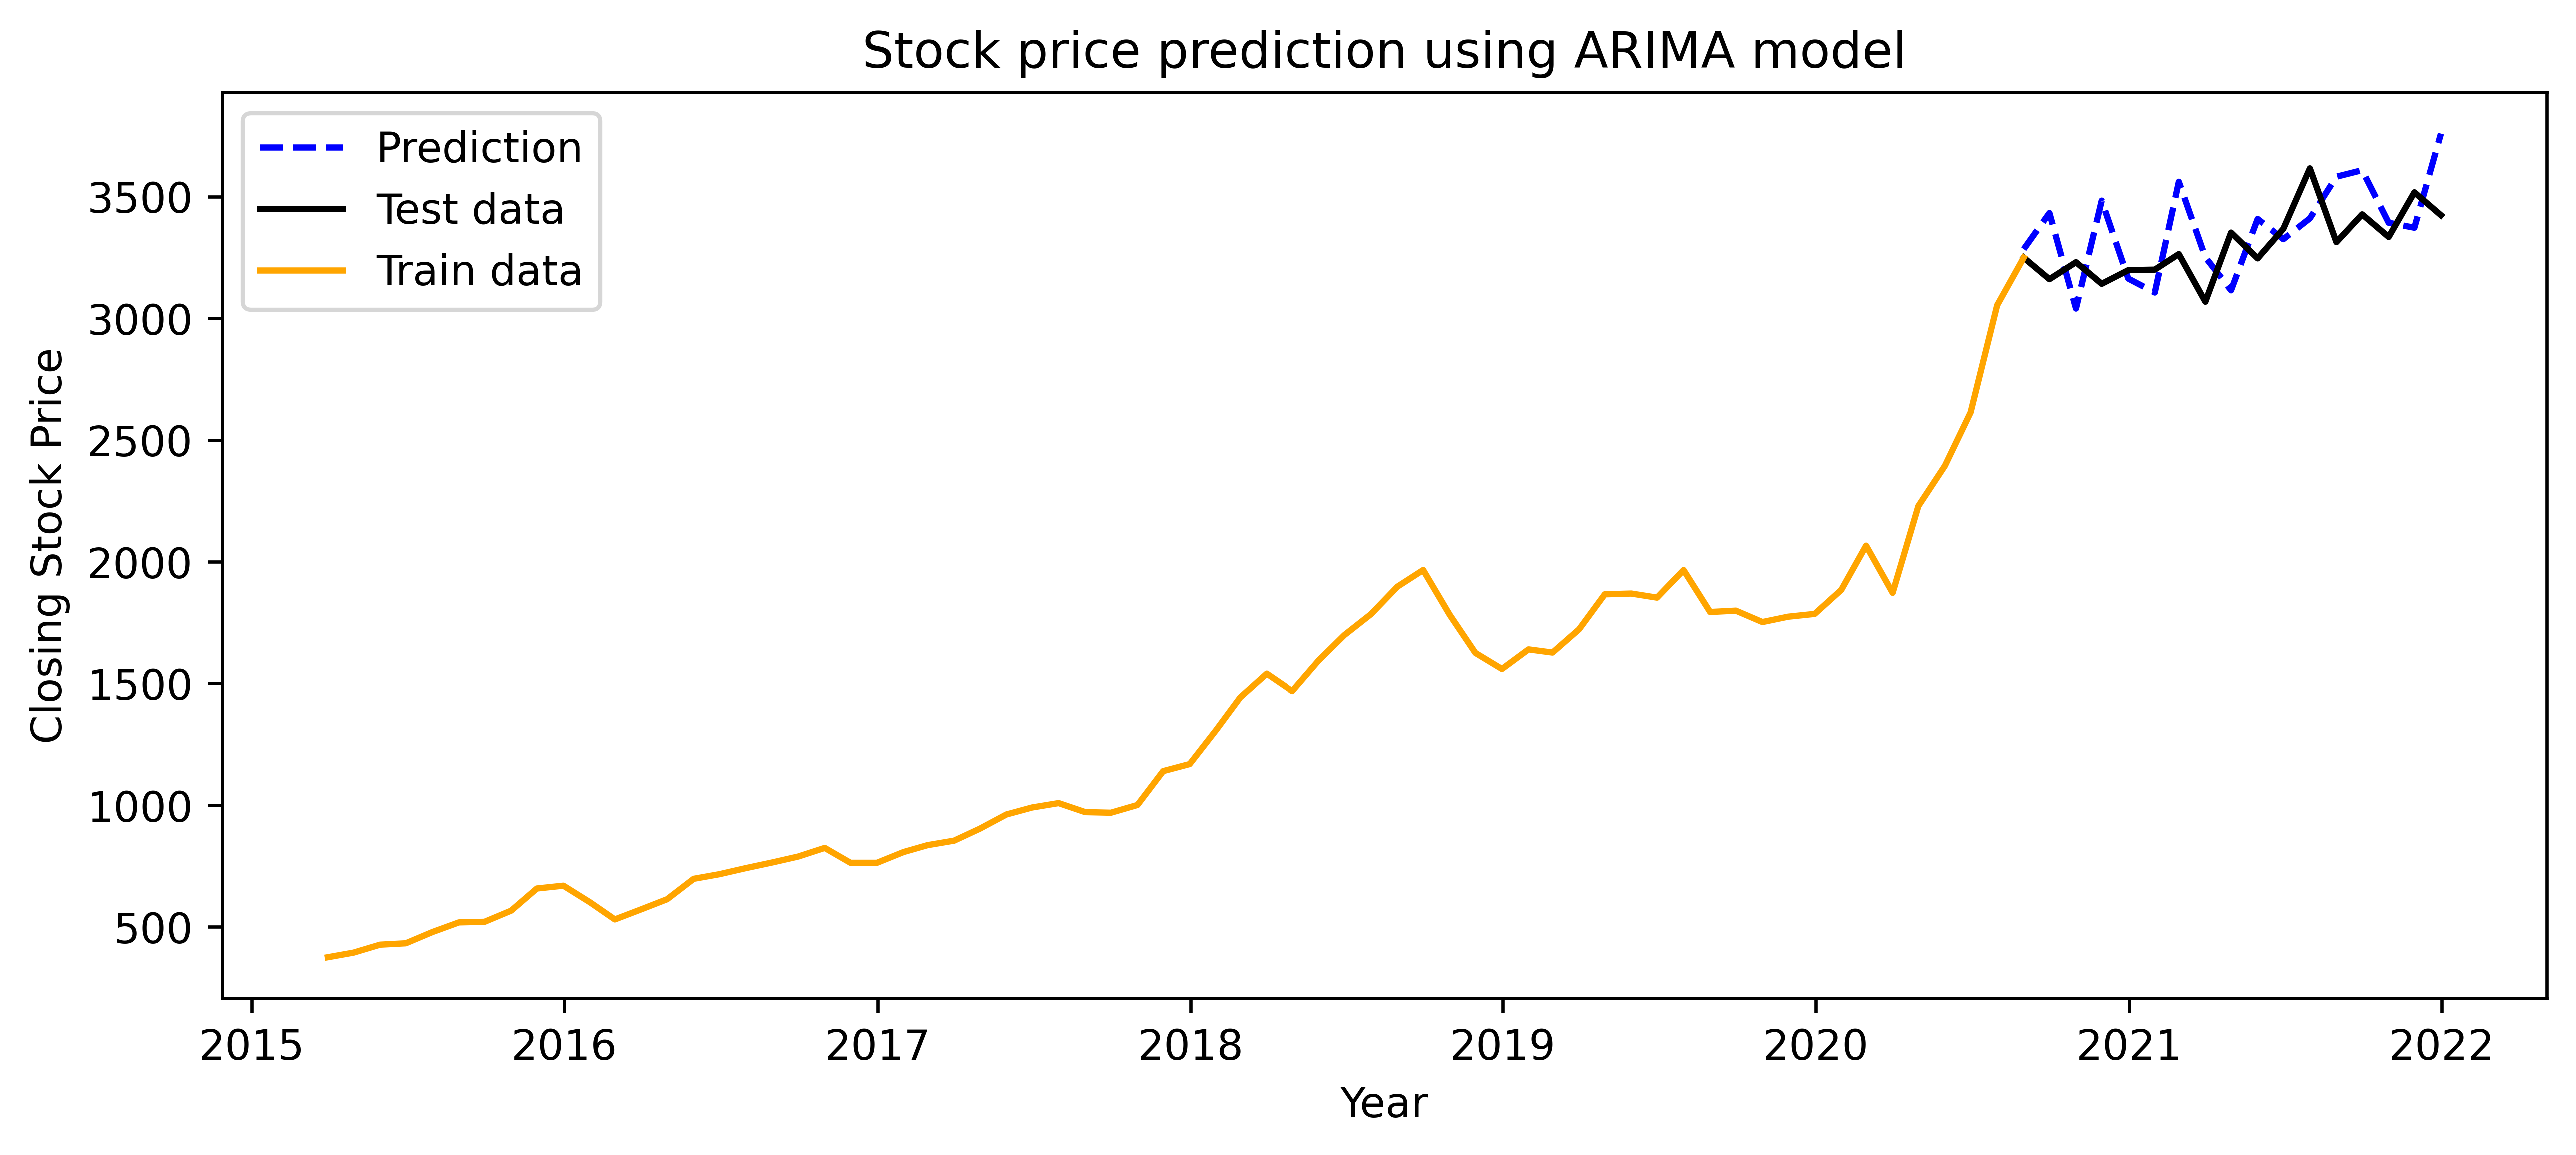 Stock price prediction using ARIMA model
Prediction
Test data
Train data
Closing Stock Price
3500
3000
2500
2000
1500
1000
500
2015 2016 2017 2018 2019 2020 2021 2022
Year